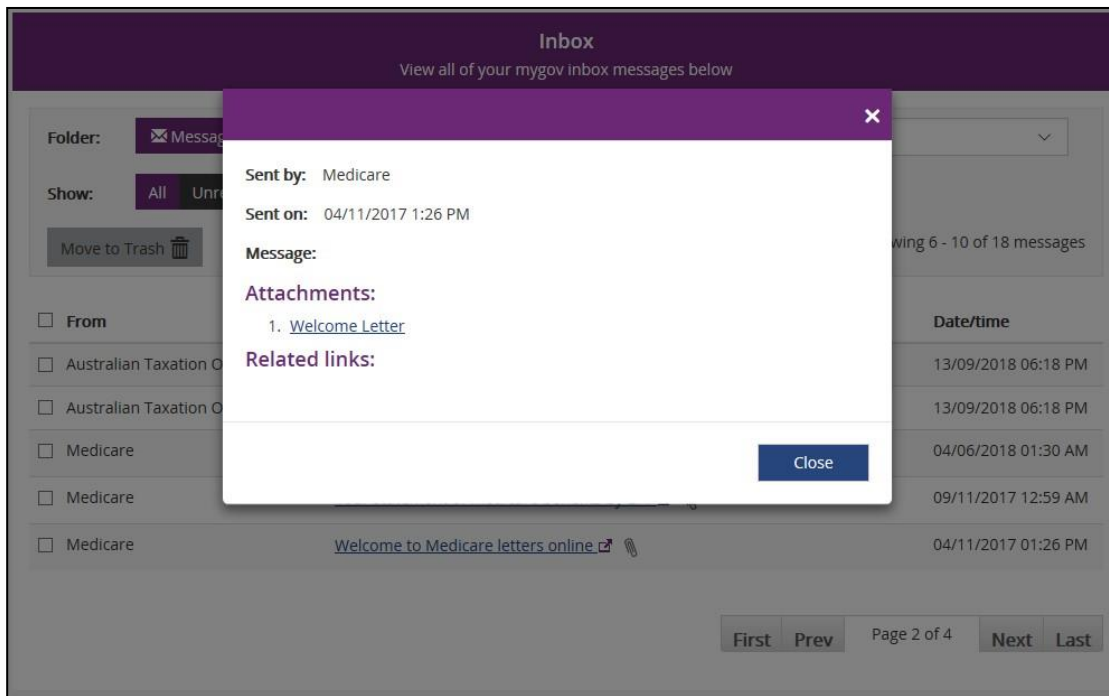 Inbox
View all of your mygov inbox messages below
Folder:
Sent by: Medicare
Show: All
Sent on: 04/11/2017 1:26 PM
Move to Trash
6 - 10 of 18 messages
Message:
Attachments:
1. Welcome Letter
Related links:
From Date/time
Australian Taxation 13/09/2018 06:18 PM
Australian Taxation 13/09/2018 06:18 PM
Medicare 04/06/2018 01:30 AM
Close
Medicare 09/11/2017 12:59 AM
Medicare Welcome to Medicare letters online 04/11/2017 01:26 PM
First Prev Page 2 of 4 Next Last